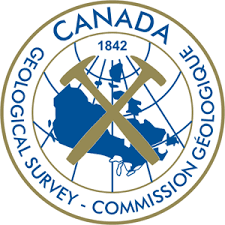 CANADA
1842
GEOLOGICAL SURVEY - COMMISSION GÉOLOGIQUE